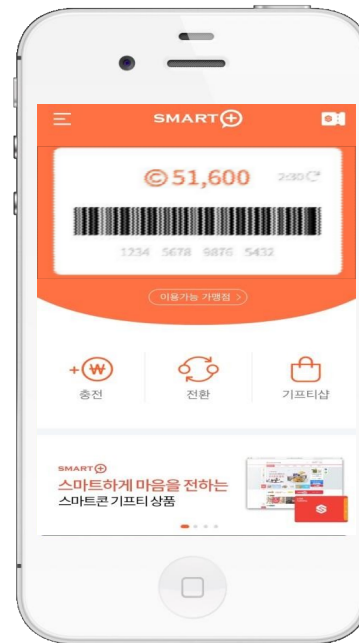 SMART+
© 51,600 2:30
1234 5678 9876 5432
이용가능 가맹점 >
+₩
충전
전환
기프티샵
SMART+
스마트하게 마음을 전하는
스마트콘 기프티 상품